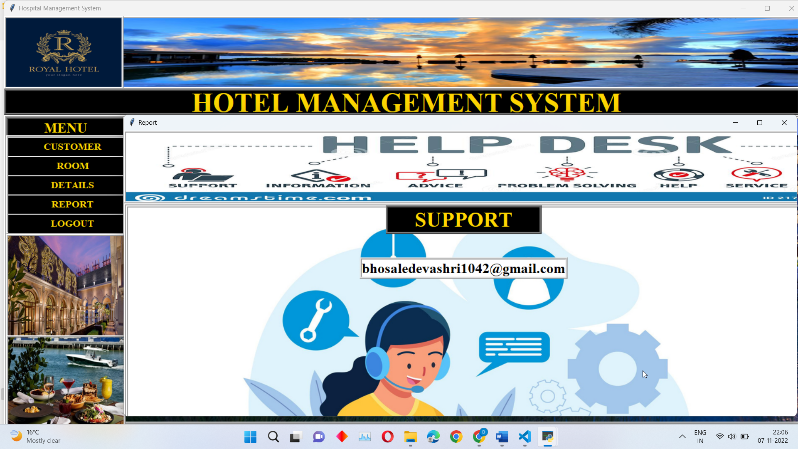 Hospital Management System
R
ROYAL HOTEL
HOTEL MANAGEMENT SYSTEM
MENU
CUSTOMER
ROOM
DETAILS
REPORT
LOGOUT
Report
HELP DESK
SUPPORT INFORMATION ADVICE PROBLEM SOLVING HELP SERVICE
dreamstime.com
SUPPORT
bhosaledevashri1042@gmail.com
16°C
Mostly clear
ENG
IN
22:06
07-11-2022